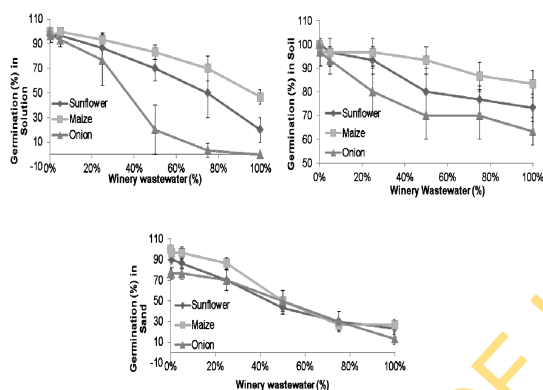 Germination (%) in Solution
110
90
70
50
30
10
-10
Sunflower
Maize
Onion
0% 20% 40% 60% 80% 100%
Winery wastewater (%)
Germination (%) in Soil
100
90
80
70
60
50
Sunflower
Maize
Onion
0% 20% 40% 60% 80% 100%
Winery Wastewater (%)
Germination (%) in Sand
110
90
70
50
30
10
-10
Sunflower
Maize
Onion
0% 20% 40% 60% 80% 100%
Winery wastewater (%)
E